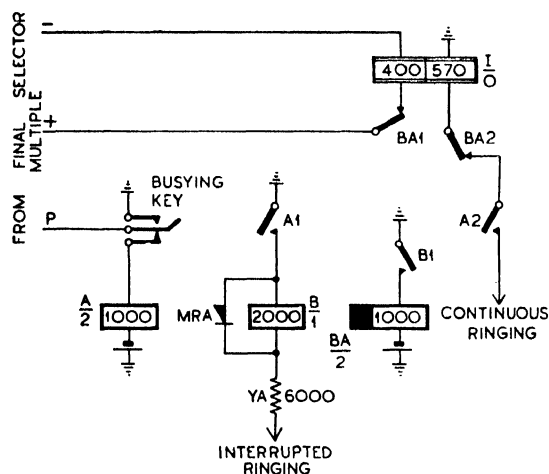 FROM FINAL SELECTOR
MULTIPLE
−
+
P
400 570
I
O
BA1
BA2
BUSYING
KEY
A1
A2
B1
A
2
1000
MRA
2000
B
1
BA
2
1000
CONTINUOUS
RINGING
YA 6000
INTERRUPTED
RINGING